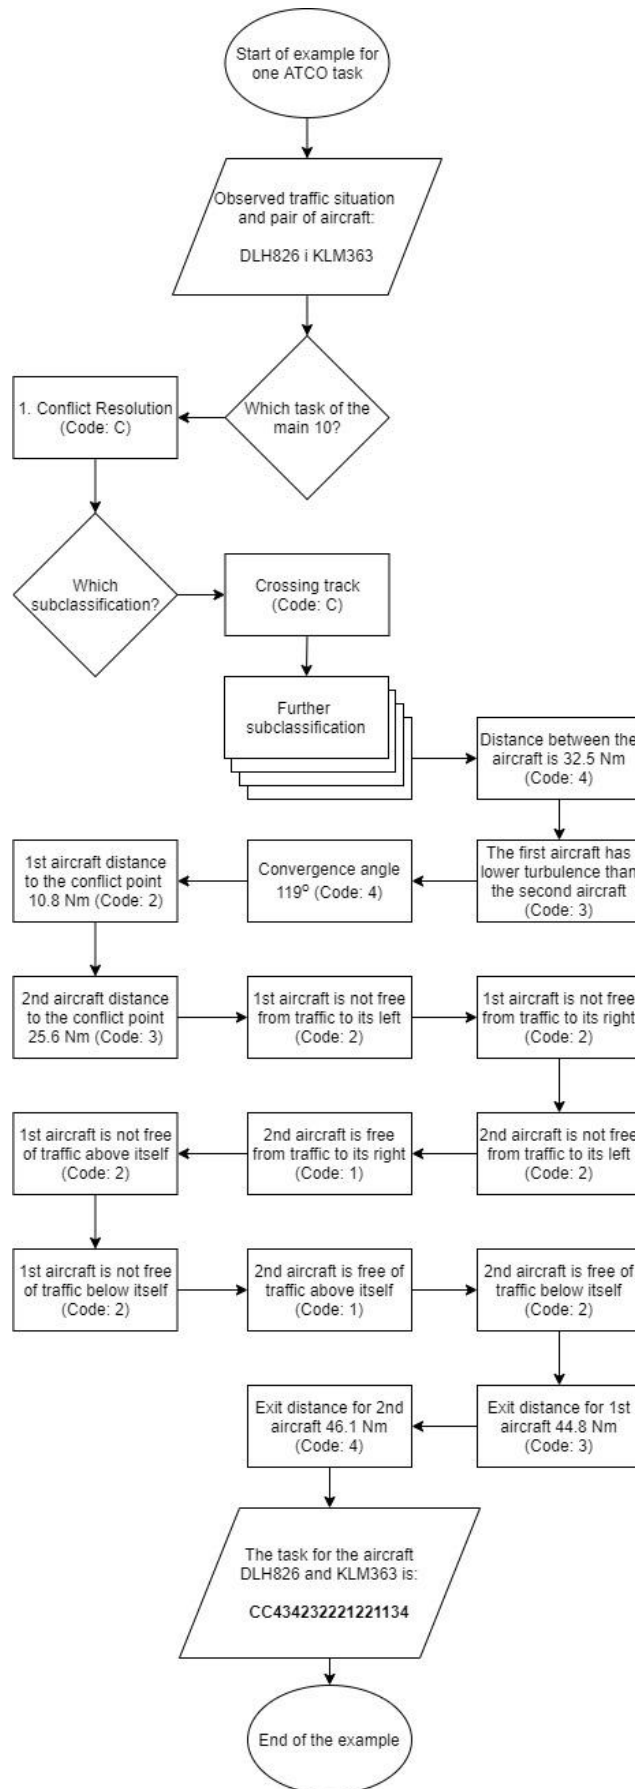 Start of example for
one ATCO task
Observed traffic situation
and pair of aircraft:
DLH826 i KLM363
Which task of the
main 10?
1. Conflict Resolution
(Code: C)
Which
subclassification?
Crossing track
(Code: C)
Further
subclassification
Distance between the
aircraft is 32.5 Nm
(Code: 4)
The first aircraft has
lower turbulence than
the second aircraft
(Code: 3)
Convergence angle
119⁰ (Code: 4)
1st aircraft distance
to the conflict point
10.8 Nm (Code: 2)
2nd aircraft distance
to the conflict point
25.6 Nm (Code: 3)
1st aircraft is not free
from traffic to its left
(Code: 2)
1st aircraft is not free
from traffic to its right
(Code: 2)
2nd aircraft is not free
from traffic to its left
(Code: 2)
2nd aircraft is free
from traffic to its right
(Code: 1)
1st aircraft is not free
of traffic above itself
(Code: 2)
1st aircraft is not free
of traffic below itself
(Code: 2)
2nd aircraft is free of
traffic above itself
(Code: 1)
2nd aircraft is free of
traffic below itself
(Code: 2)
Exit distance for 1st
aircraft 44.8 Nm
(Code: 3)
Exit distance for 2nd
aircraft 46.1 Nm
(Code: 4)
The task for the aircraft
DLH826 and KLM363 is:
CC434232221221134
End of the example